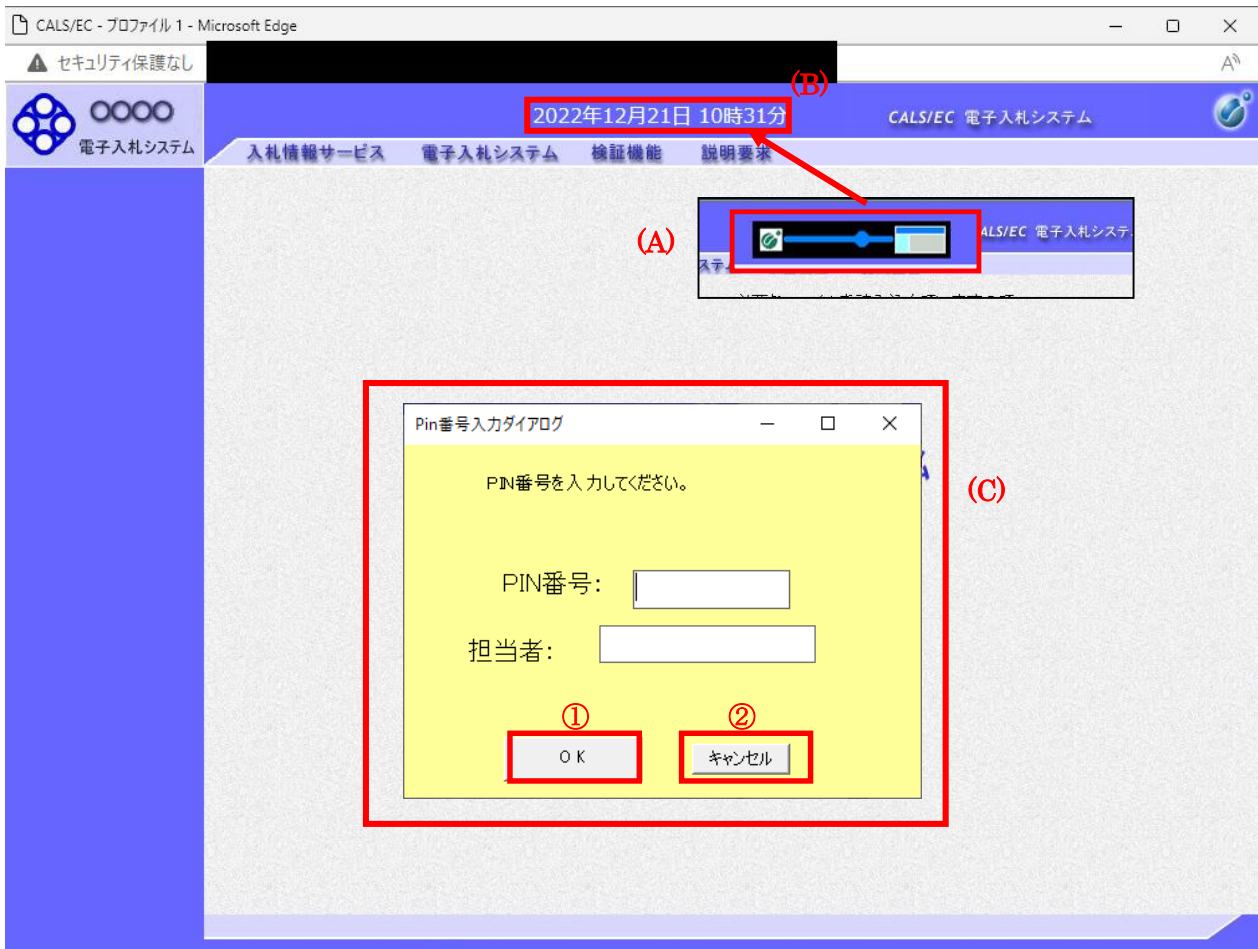 CALS/EC - プロファイル 1 - Microsoft Edge
セキュリティ保護なし
A
(B)
OOOO
電子入札システム
2022年12月21日 10時31分
CALS/EC 電子入札システム
入札情報サービス 電子入札システム 検証機能 説明要求
(A)
ALS/EC 電子入札システ
ステ
(C)
Pin番号入力ダイアログ
PIN番号を入力してください。
PIN番号:
担当者:
① ②
OK キャンセル